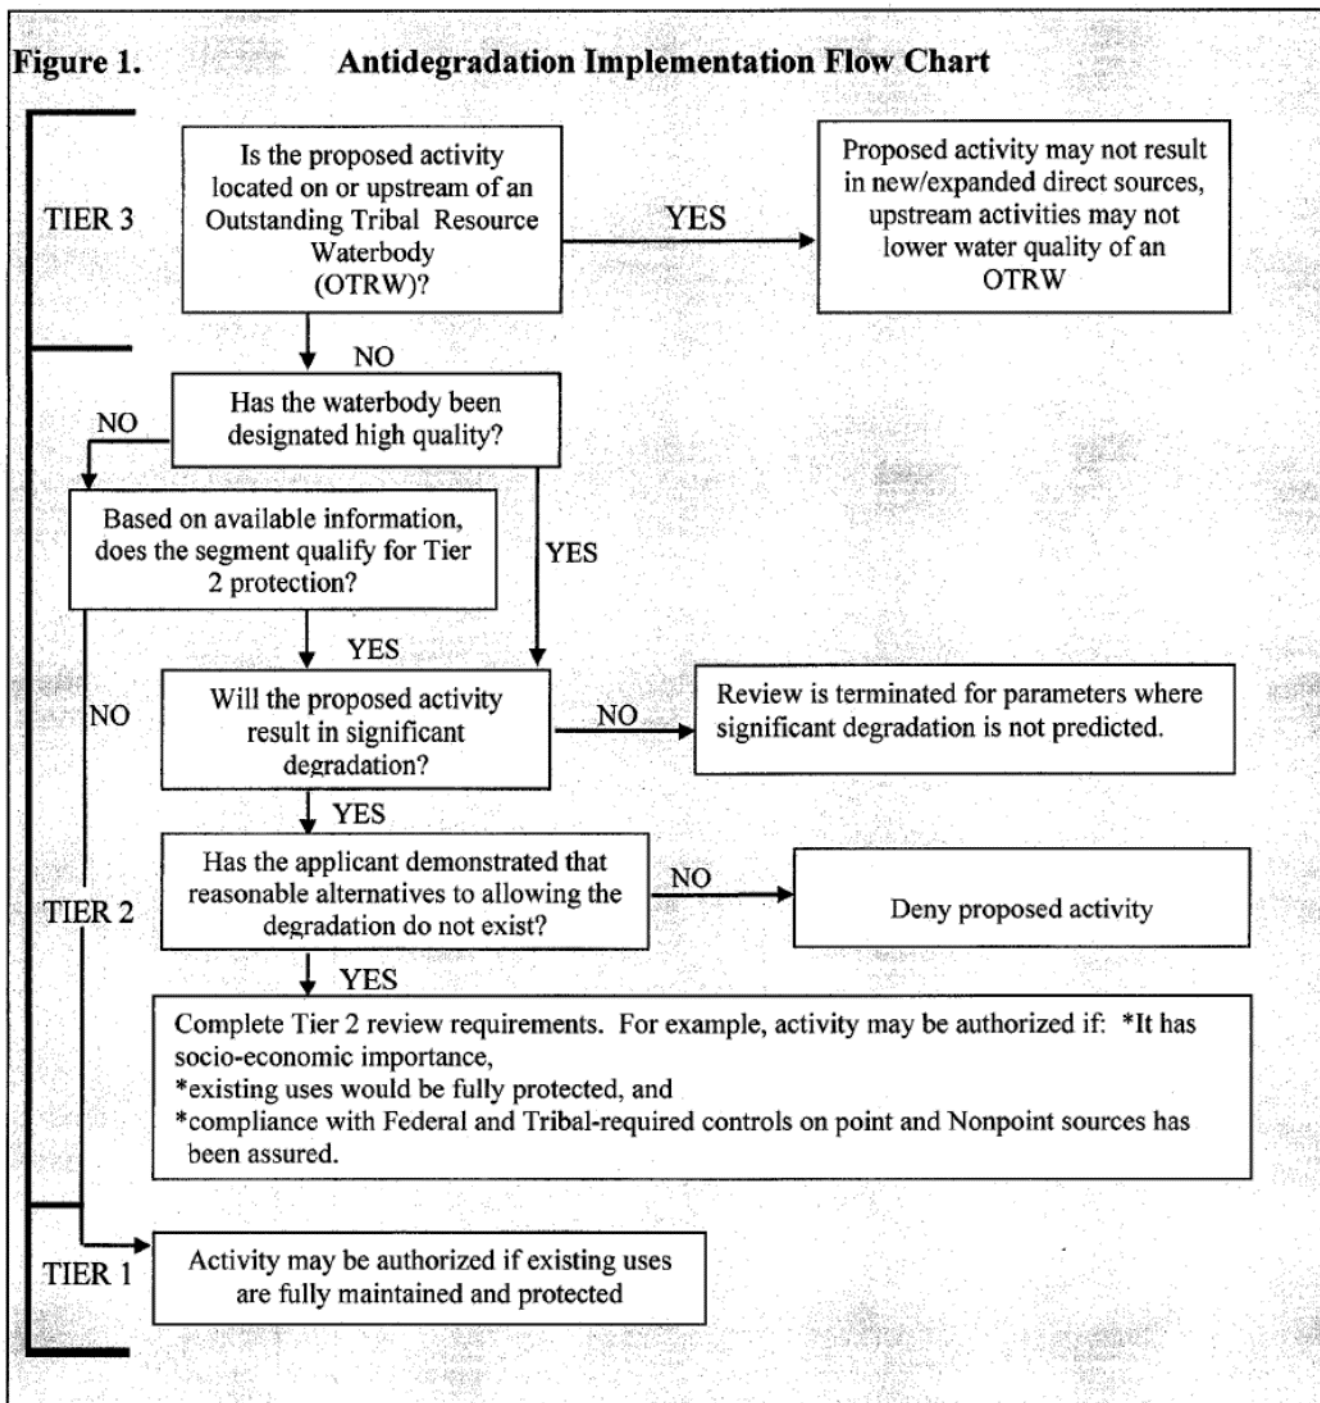 Figure 1.
Antidegradation Implementation Flow Chart
TIER 3
Is the proposed activity
located on or upstream of an
Outstanding Tribal Resource
Waterbody
(OTRW)?
YES
Proposed activity may not result
in new/expanded direct sources,
upstream activities may not
lower water quality of an
OTRW
NO
Has the waterbody been
designated high quality?
NO
YES
Based on available information,
does the segment qualify for Tier
2 protection?
YES
NO
Will the proposed activity
result in significant
degradation?
NO
Review is terminated for parameters where
significant degradation is not predicted.
YES
TIER 2
Has the applicant demonstrated that
reasonable alternatives to allowing the
degradation do not exist?
NO
Deny proposed activity
YES
Complete Tier 2 review requirements. For example, activity may be authorized if: *It has
socio-economic importance,
*existing uses would be fully protected, and
*compliance with Federal and Tribal-required controls on point and Nonpoint sources has
been assured.
TIER 1
Activity may be authorized if existing uses
are fully maintained and protected